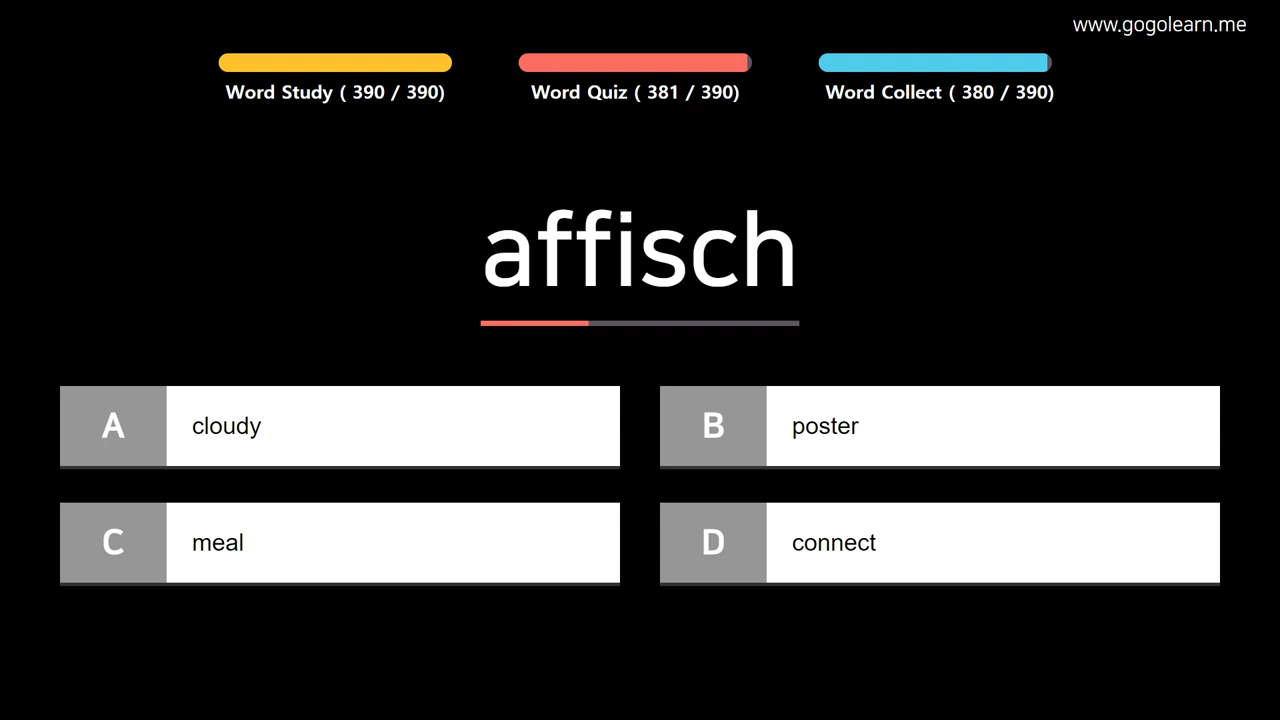 www.gogolearn.me
Word Study ( 390 / 390)
Word Quiz ( 381 / 390)
Word Collect ( 380 / 390)
affisch
A cloudy
B poster
C meal
D connect